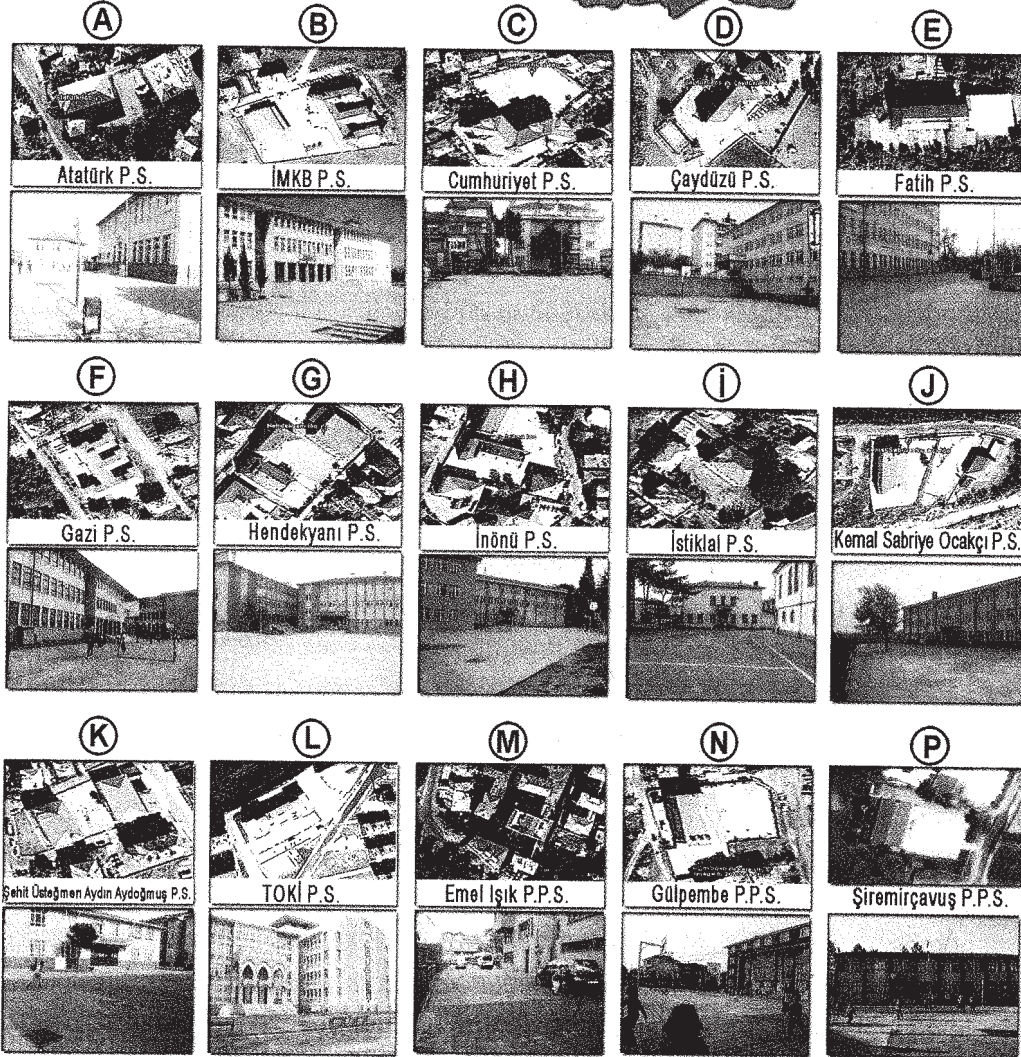 A B C D E
Atatürk P.S. İMKB P.S. Cumhuriyet P.S. Çaydüzü P.S. Fatih P.S.
F G H İ J
Gazi P.S. Hendekyanı P.S. İnönü P.S. İstiklal P.S. Kemal Sabriye Ocakçı P.S.
K L M N P
Şehit Üsteğmen Aydın Aydoğmuş P.S. TOKİ P.S. Emel Işık P.P.S. Gülpembe P.P.S. Şiremirçavuş P.P.S.